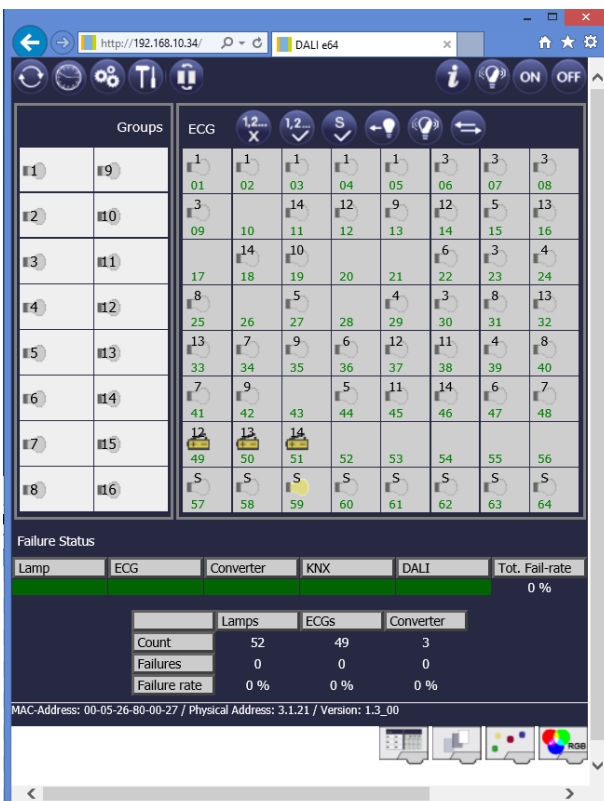 http://192.168.10.34/ DALI e64
T i ON OFF
Groups ECG 1,2... 1,2... S
1 9 1 1 1 1 1 3 3 3
01 02 03 04 05 06 07 08
2 10 3 14 12 9 12 5 13
09 10 11 12 13 14 15 16
3 11 14 10 6 3 4
17 18 19 20 21 22 23 24
4 12 8 5 4 3 8 13
25 26 27 28 29 30 31 32
5 13 13 7 9 6 12 11 4 8
33 34 35 36 37 38 39 40
6 14 7 9 5 11 14 6 7
41 42 43 44 45 46 47 48
7 15 12 13 14
49 50 51 52 53 54 55 56
8 16 S S S S S S S S
57 58 59 60 61 62 63 64
Failure Status
Lamp ECG Converter KNX DALI Tot. Fail-rate
0 %
Lamps ECGs Converter
Count 52 49 3
Failures 0 0 0
Failure rate 0 % 0 % 0 %
MAC-Address: 00-05-26-80-00-27 / Physical Address: 3.1.21 / Version: 1.3_00
RGB